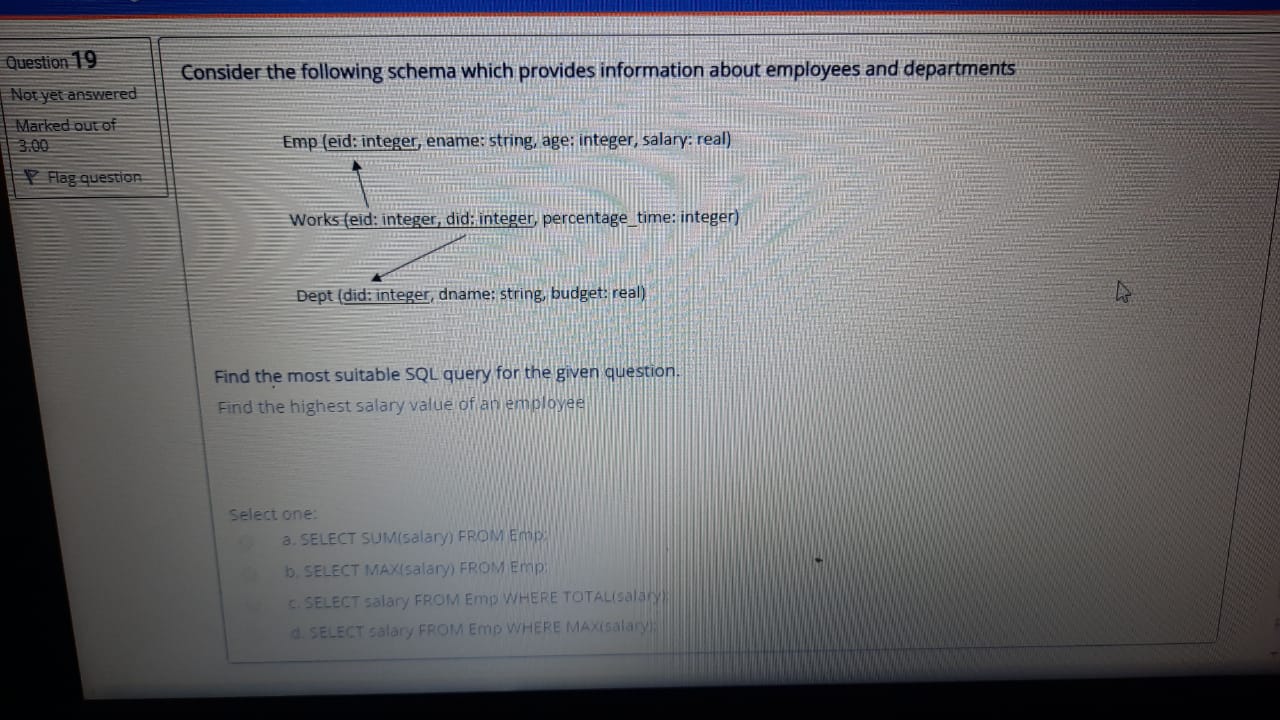 Question 19
Not yet answered
Marked out of
3.00
Flag question
Consider the following schema which provides information about employees and departments
Emp (eid: integer, ename: string, age: integer, salary: real)
Works (eid: integer, did: integer, percentage_time: integer)
Dept (did: integer, dname: string, budget: real)
Find the most suitable SQL query for the given question.
Find the highest salary value of an employee
Select one:
a. SELECT SUM(salary) FROM Emp;
b. SELECT MAX(salary) FROM Emp;
c. SELECT salary FROM Emp WHERE TOTAL(salary);
d. SELECT salary FROM Emp WHERE MAX(salary);